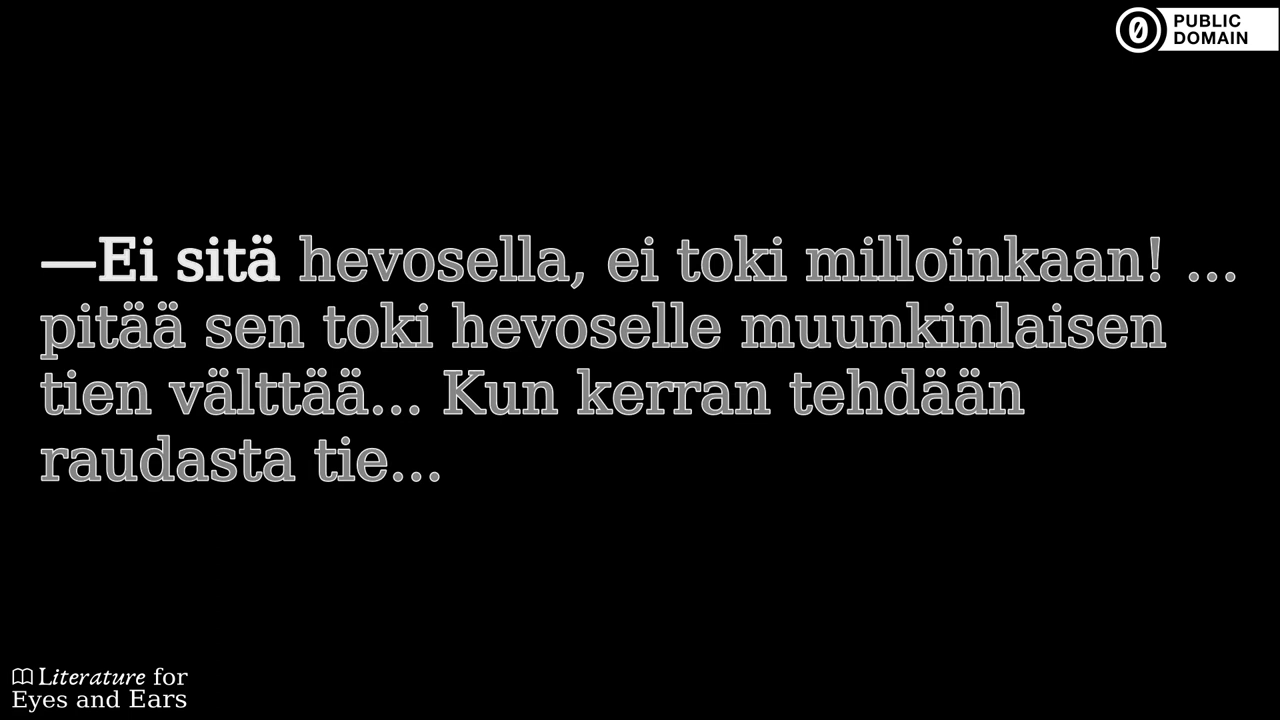 PUBLIC
DOMAIN
—Ei sitä hevosella, ei toki milloinkaan! ...
pitää sen toki hevoselle muunkinlaisen
tien välttää... Kun kerran tehdään
raudasta tie...
Literature for
Eyes and Ears